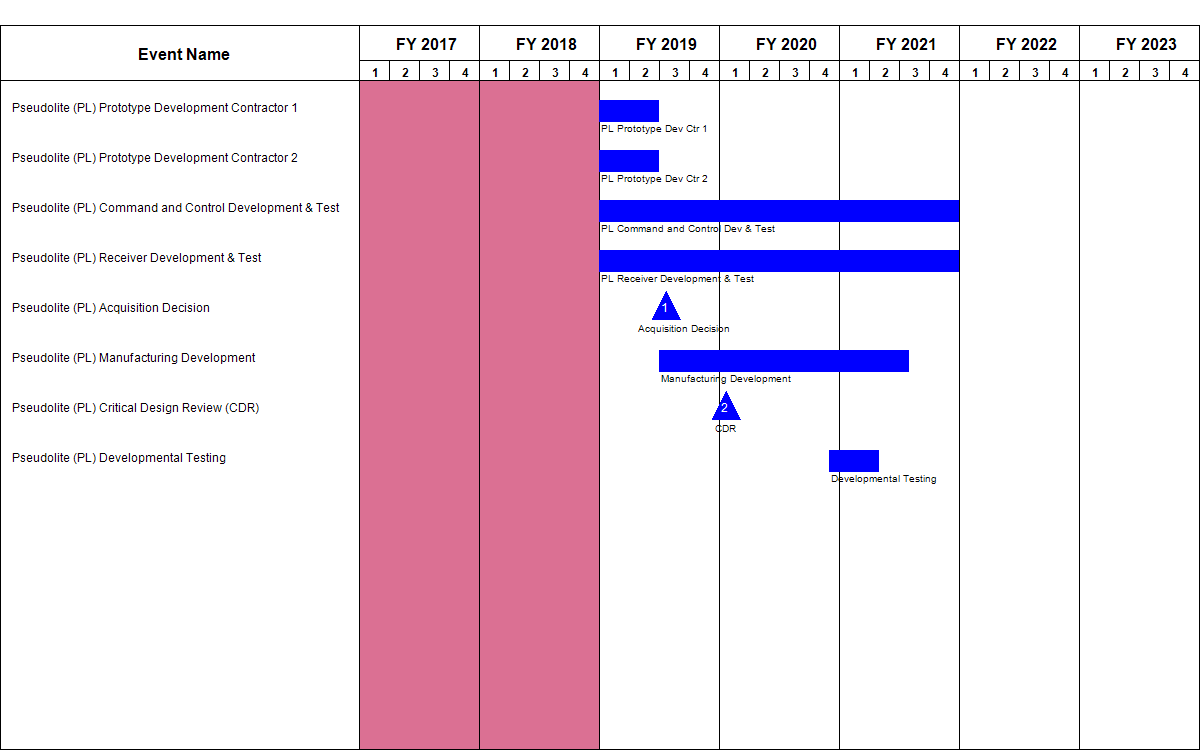 Event Name
FY 2017 FY 2018 FY 2019 FY 2020 FY 2021 FY 2022 FY 2023
1 2 3 4 1 2 3 4 1 2 3 4 1 2 3 4 1 2 3 4 1 2 3 4 1 2 3 4
Pseudolite (PL) Prototype Development Contractor 1
PL Prototype Dev Ctr 1
Pseudolite (PL) Prototype Development Contractor 2
PL Prototype Dev Ctr 2
Pseudolite (PL) Command and Control Development & Test
PL Command and Control Dev & Test
Pseudolite (PL) Receiver Development & Test
PL Receiver Development & Test
Pseudolite (PL) Acquisition Decision
1
Acquisition Decision
Pseudolite (PL) Manufacturing Development
Manufacturing Development
Pseudolite (PL) Critical Design Review (CDR)
2
CDR
Pseudolite (PL) Developmental Testing
Developmental Testing